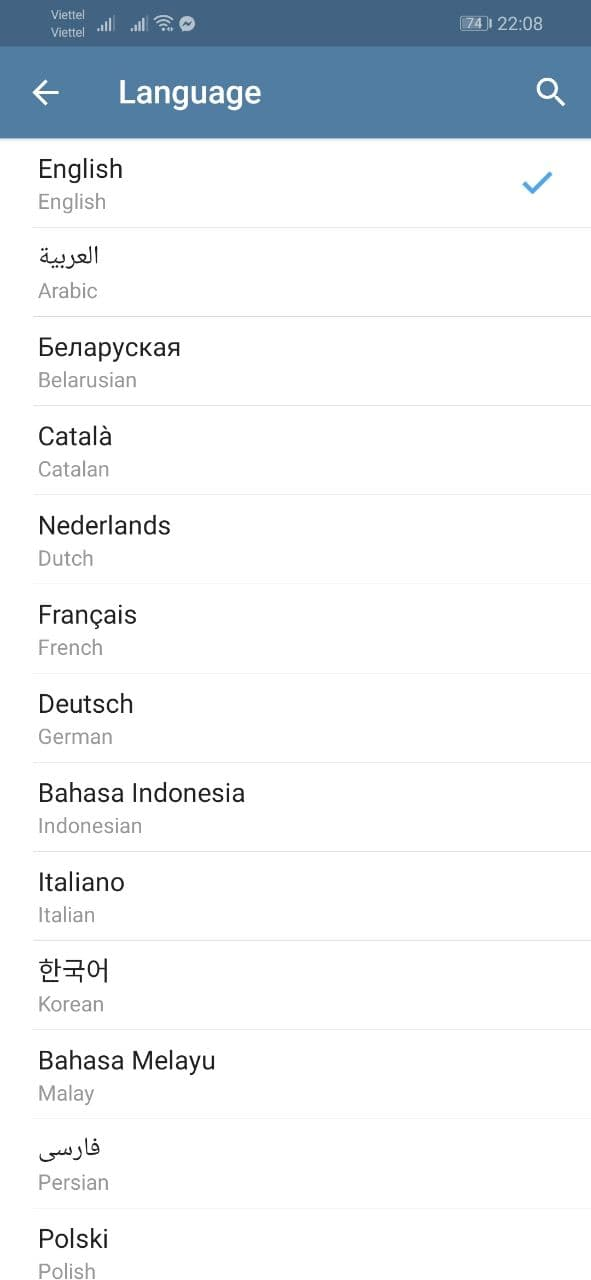 Viettel
Viettel
74 22:08
Language
English
English
العربية
Arabic
Беларуская
Belarusian
Català
Catalan
Nederlands
Dutch
Français
French
Deutsch
German
Bahasa Indonesia
Indonesian
Italiano
Italian
한국어
Korean
Bahasa Melayu
Malay
فارسی
Persian
Polski
Polish